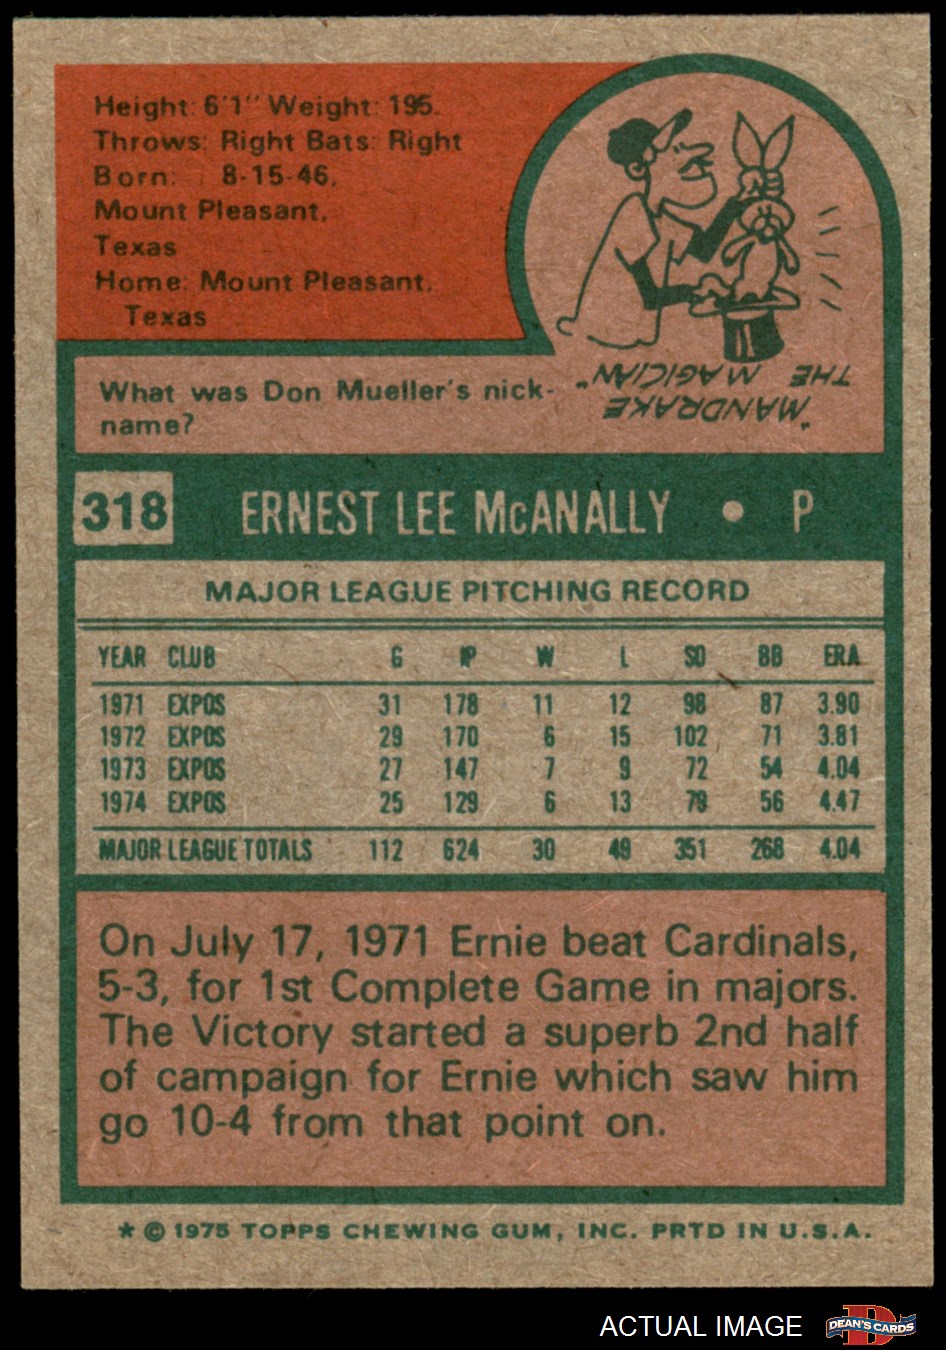 Height: 6'1" Weight: 195.
Throws: Right Bats: Right
Born: 8-15-46,
Mount Pleasant,
Texas
Home: Mount Pleasant,
Texas
What was Don Mueller's nick-
name?
"MANDRAKE
THE MAGICIAN."
318 ERNEST LEE McANALLY • P
MAJOR LEAGUE PITCHING RECORD
YEAR CLUB G IP W L SO BB ERA
1971 EXPOS 31 178 11 12 98 87 3.90
1972 EXPOS 29 170 6 15 102 71 3.81
1973 EXPOS 27 147 7 9 72 54 4.04
1974 EXPOS 25 129 6 13 79 56 4.47
MAJOR LEAGUE TOTALS 112 624 30 49 351 268 4.04
On July 17, 1971 Ernie beat Cardinals,
5-3, for 1st Complete Game in majors.
The Victory started a superb 2nd half
of campaign for Ernie which saw him
go 10-4 from that point on.
* © 1975 TOPPS CHEWING GUM, INC. PRTD IN U.S.A.
ACTUAL IMAGE
D
DEAN'S CARDS